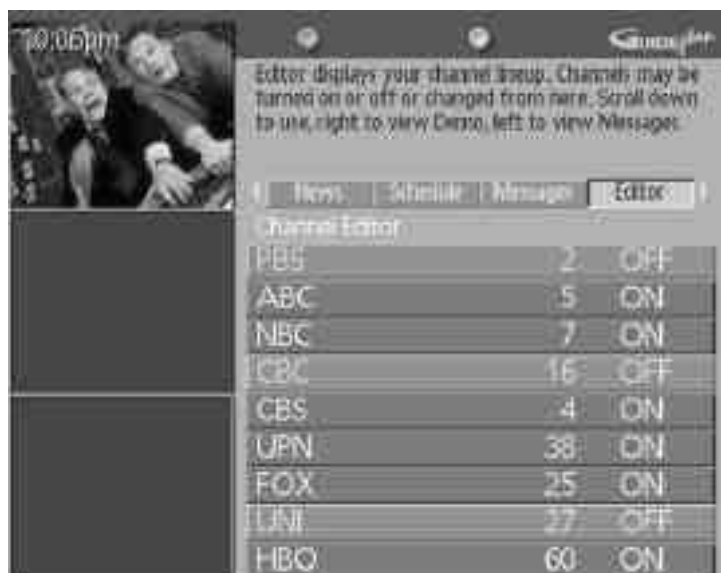 10:06pm
GUIDE plus
Editor displays your channel lineup. Channels may be
turned on or off or changed from here. Scroll down
to use, right to view Demo, left to view Messages.
News Schedule Messages Editor
Channel Editor
PBS 2 OFF
ABC 5 ON
NBC 7 ON
CBC 16 OFF
CBS 4 ON
UPN 38 ON
FOX 25 ON
UNI 27 OFF
HBO 60 ON